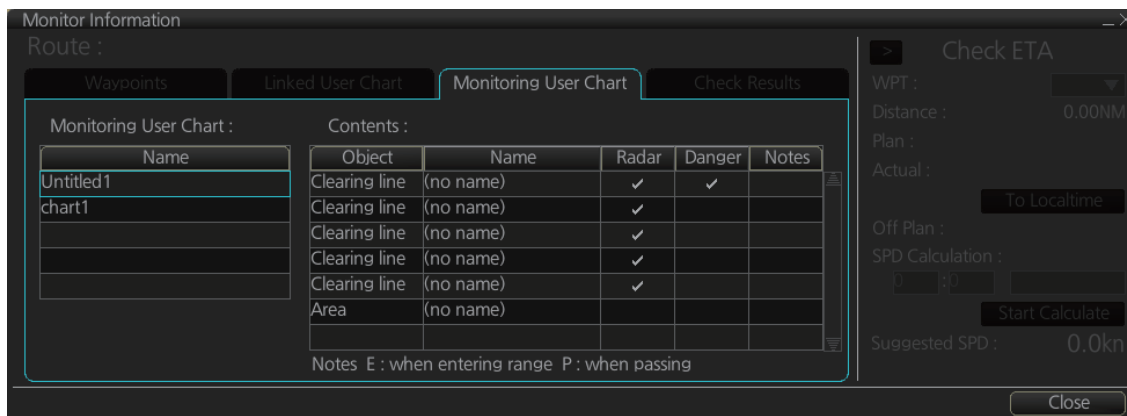 Monitor Information
Route :
Waypoints Linked User Chart Monitoring User Chart Check Results
Monitoring User Chart :
Name
Untitled1
chart1
Contents :
Object Name Radar Danger Notes
Clearing line (no name) ✓ ✓
Clearing line (no name) ✓
Clearing line (no name) ✓
Clearing line (no name) ✓
Clearing line (no name) ✓
Area (no name)
Notes E : when entering range P : when passing
> Check ETA
WPT :
Distance : 0.00NM
Plan :
Actual :
To Localtime
Off Plan :
SPD Calculation :
0 :0
Start Calculate
Suggested SPD : 0.0kn
Close